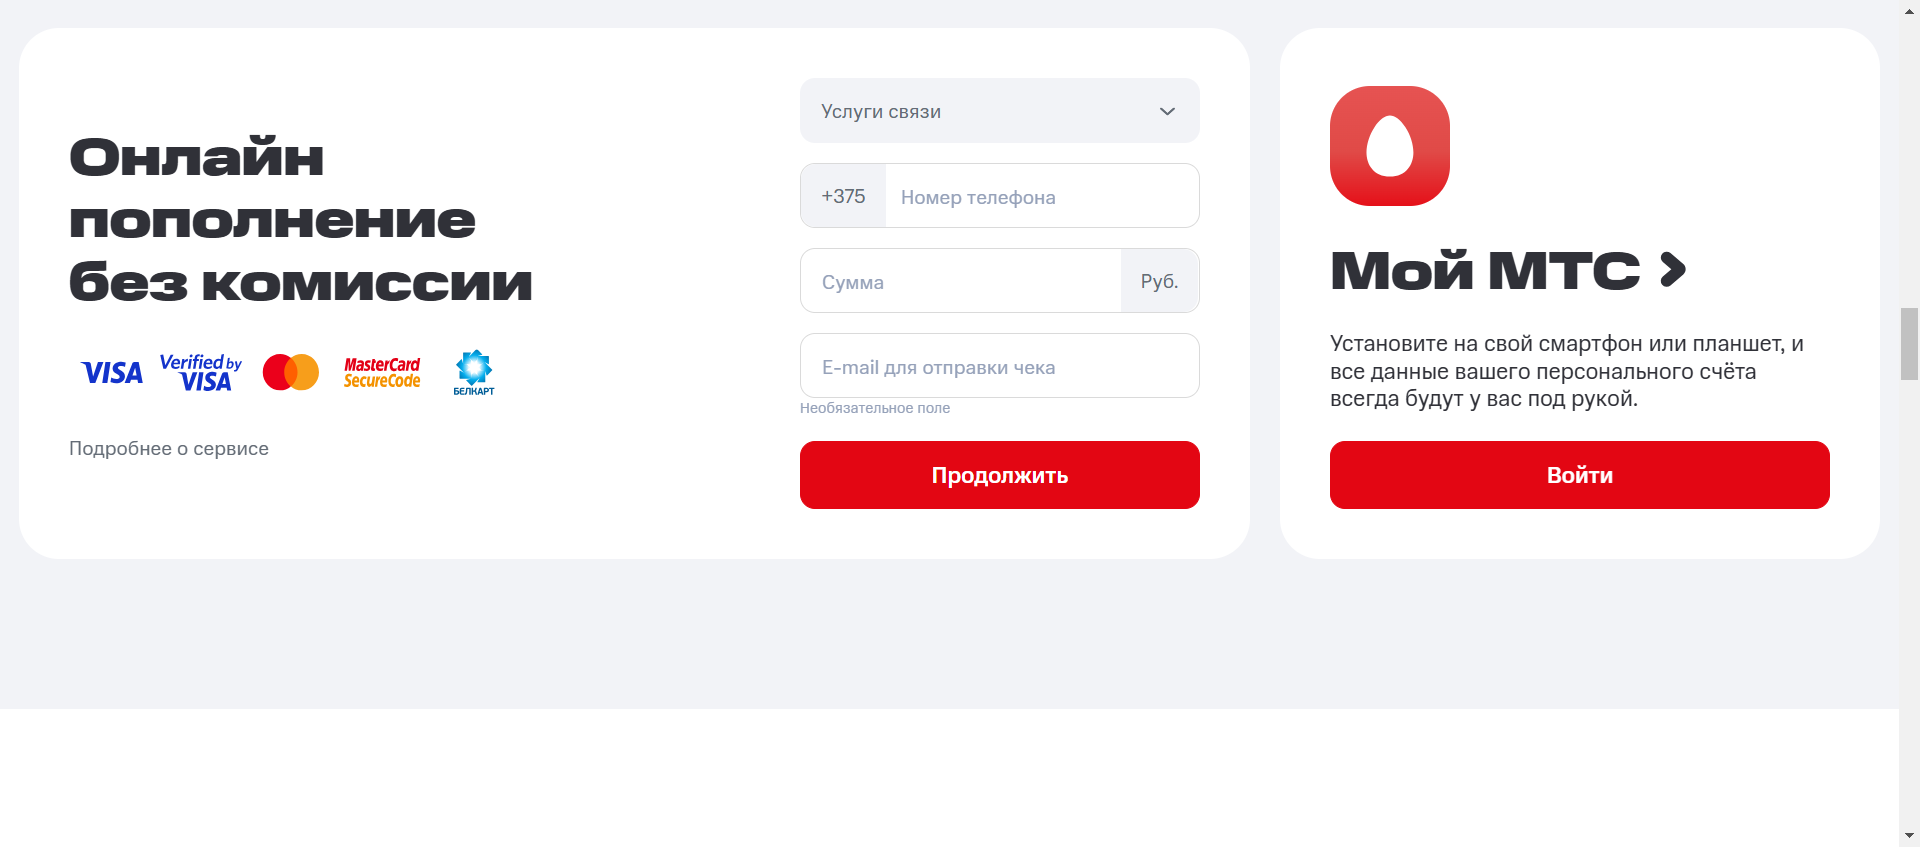 Онлайн
пополнение
без комиссии
VISA
Verified by
VISA
MasterCard
SecureCode
БЕЛКАРТ
Подробнее о сервисе
Услуги связи
+375 Номер телефона
Сумма Руб.
E-mail для отправки чека
Необязательное поле
Продолжить
Мой МТС
Установите на свой смартфон или планшет, и
все данные вашего персонального счёта
всегда будут у вас под рукой.
Войти